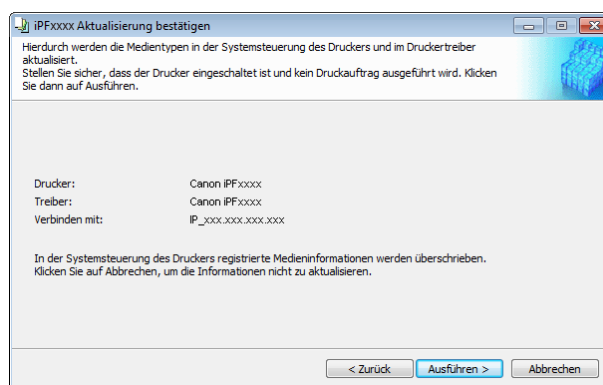 iPFxxxx Aktualisierung bestätigen
Hierdurch werden die Medientypen in der Systemsteuerung des Druckers und im Druckertreiber
aktualisiert.
Stellen Sie sicher, dass der Drucker eingeschaltet ist und kein Druckauftrag ausgeführt wird. Klicken
Sie dann auf Ausführen.
Drucker: Canon iPFxxxx
Treiber: Canon iPFxxxx
Verbinden mit: IP_xxx.xxx.xxx.xxx
In der Systemsteuerung des Druckers registrierte Medieninformationen werden überschrieben.
Klicken Sie auf Abbrechen, um die Informationen nicht zu aktualisieren.
< Zurück Ausführen > Abbrechen